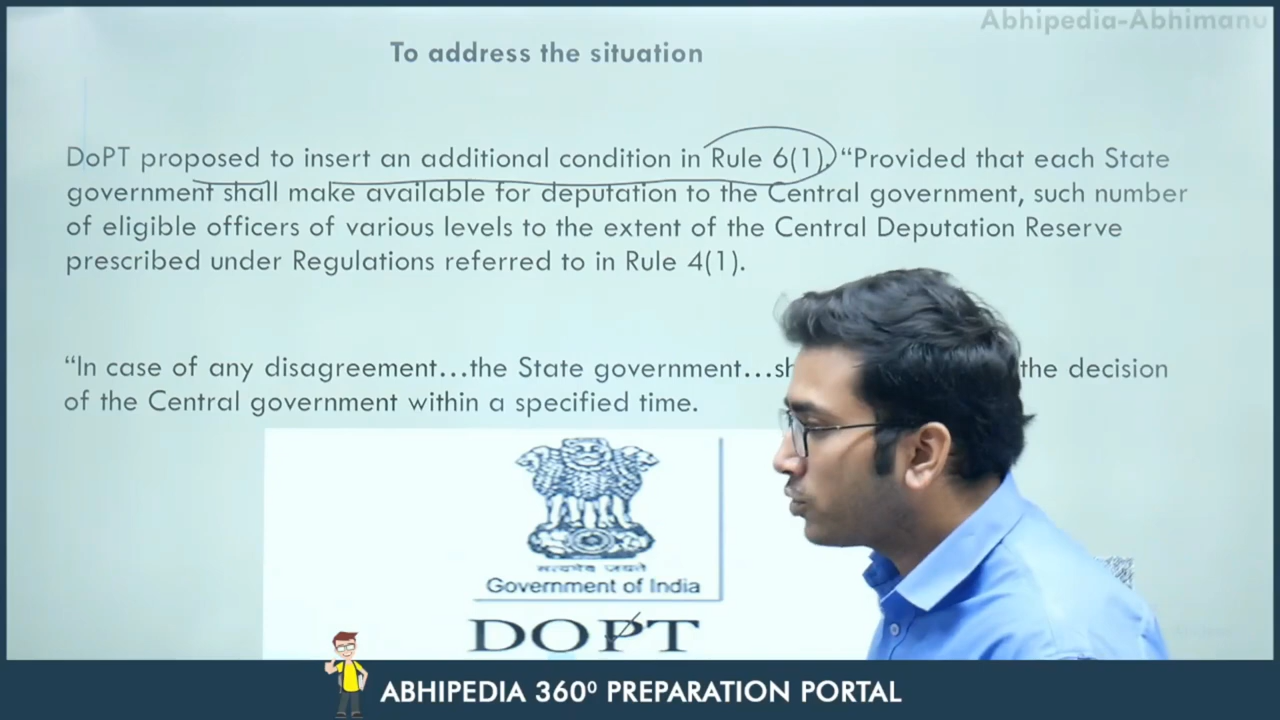 Abhipedia-Abhimanu
To address the situation
DoPT proposed to insert an additional condition in Rule 6(1), “Provided that each State
government shall make available for deputation to the Central government, such number
of eligible officers of various levels to the extent of the Central Deputation Reserve
prescribed under Regulations referred to in Rule 4(1).
“In case of any disagreement...the State government... the decision
of the Central government within a specified time.
सत्यमेव जयते
Government of India
DOPT
ABHIPEDIA 360⁰ PREPARATION PORTAL